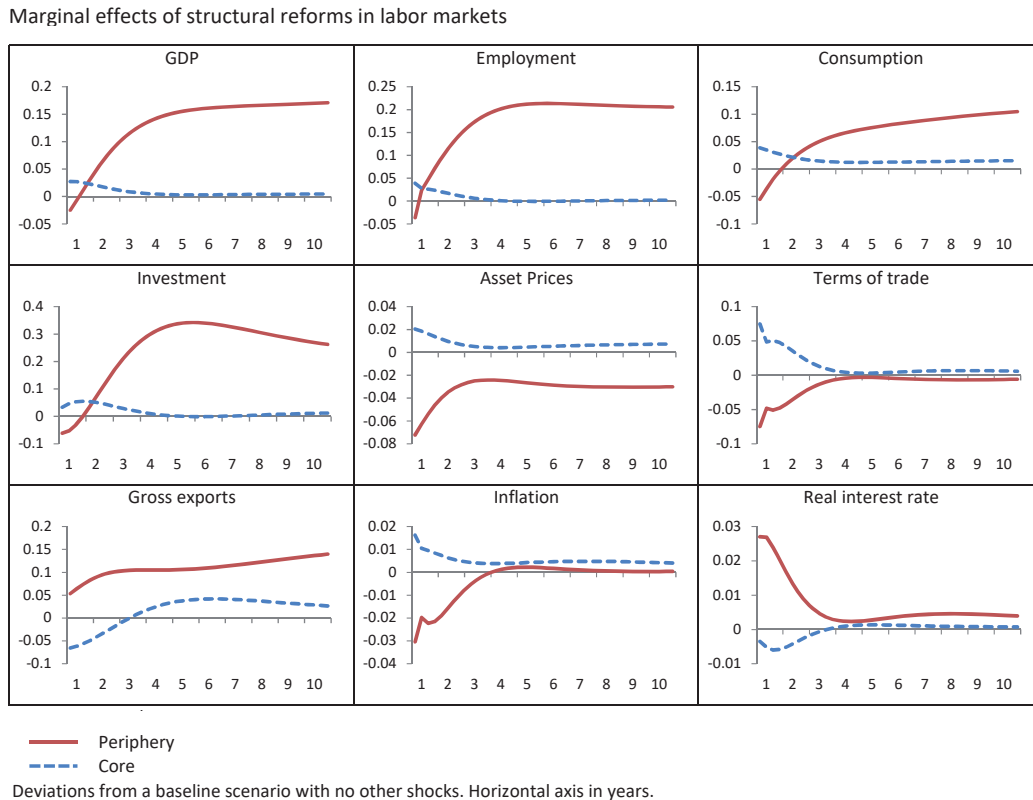 Marginal effects of structural reforms in labor markets
GDP
0.2
0.15
0.1
0.05
0
-0.05
1 2 3 4 5 6 7 8 9 10
Employment
0.25
0.2
0.15
0.1
0.05
0
-0.05
1 2 3 4 5 6 7 8 9 10
Consumption
0.15
0.1
0.05
0
-0.05
-0.1
1 2 3 4 5 6 7 8 9 10
Investment
0.4
0.3
0.2
0.1
0
-0.1
1 2 3 4 5 6 7 8 9 10
Asset Prices
0.04
0.02
0
-0.02
-0.04
-0.06
-0.08
1 2 3 4 5 6 7 8 9 10
Terms of trade
0.1
0.05
0
-0.05
-0.1
1 2 3 4 5 6 7 8 9 10
Gross exports
0.2
0.15
0.1
0.05
0
-0.05
-0.1
1 2 3 4 5 6 7 8 9 10
Inflation
0.02
0.01
0
-0.01
-0.02
-0.03
-0.04
1 2 3 4 5 6 7 8 9 10
Real interest rate
0.03
0.02
0.01
0
-0.01
1 2 3 4 5 6 7 8 9 10
Periphery
Core
Deviations from a baseline scenario with no other shocks. Horizontal axis in years.